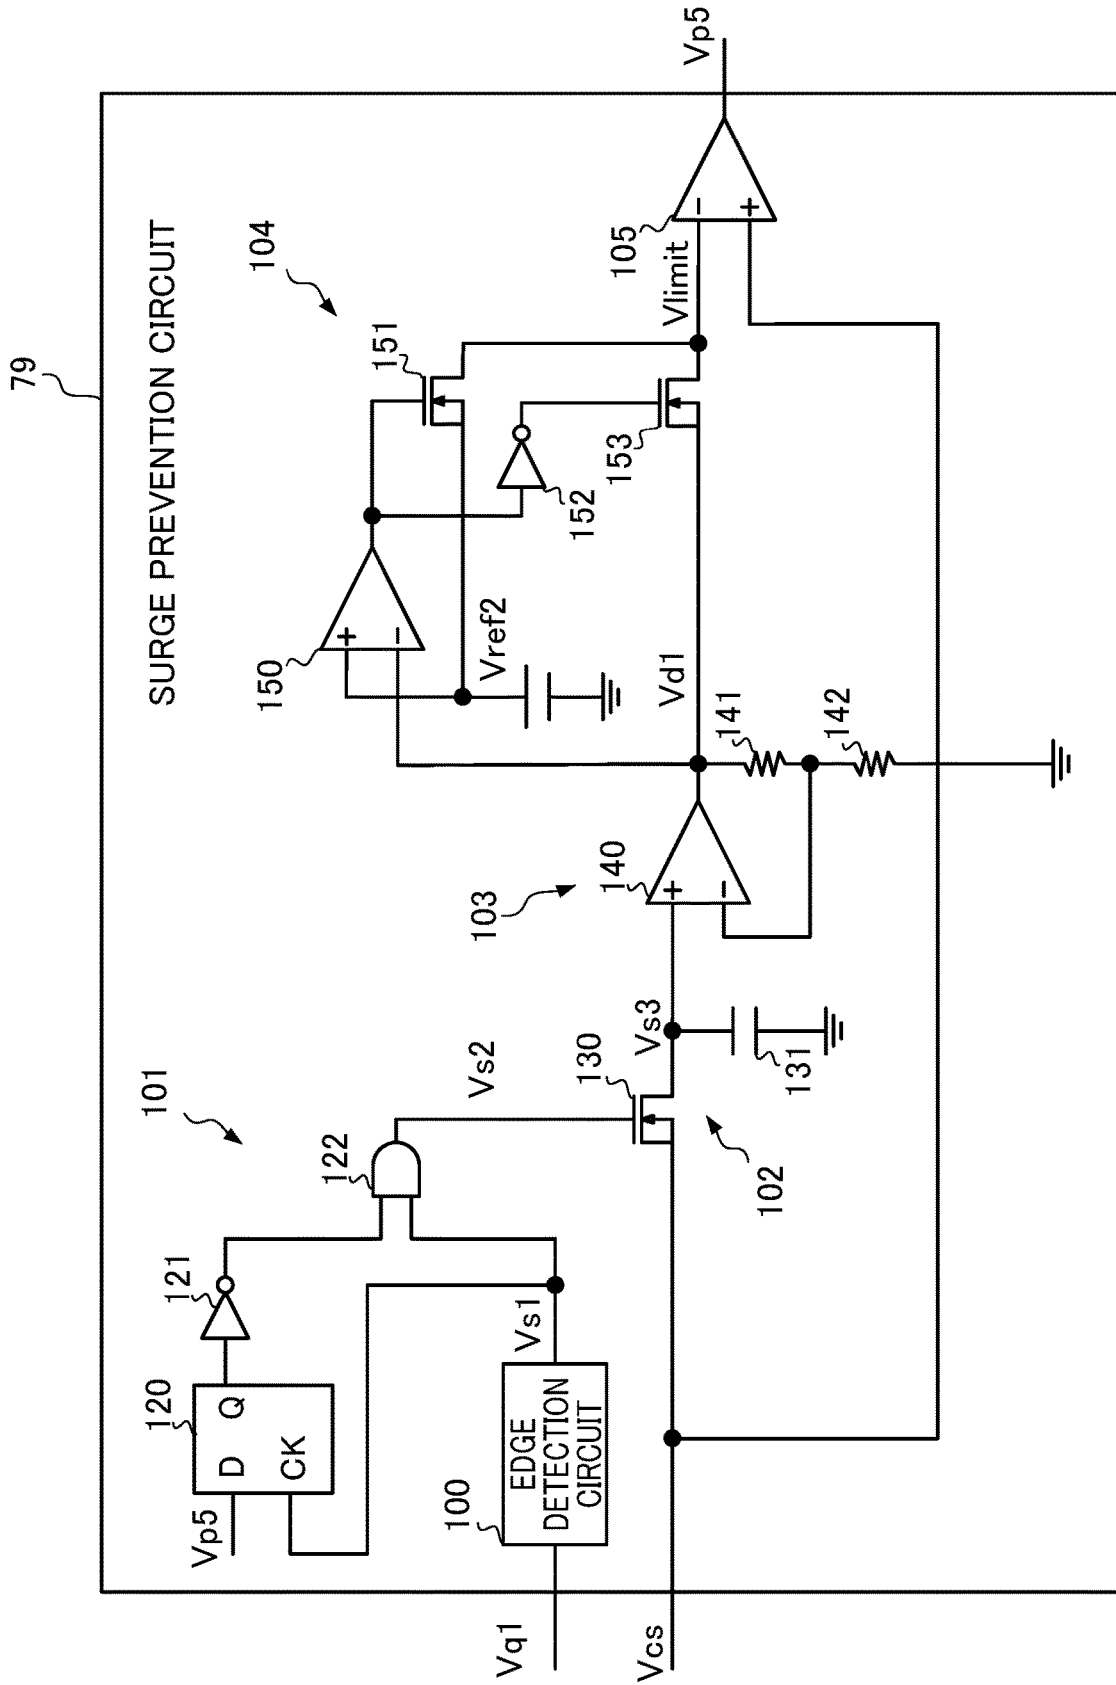 79
SURGE PREVENTION CIRCUIT
Vp5
104
151
105
Vlimit
150
152
153
Vref2
Vd1
141
142
103
140
101
Vs2
Vs3
130
131
102
122
121
120
D Q
CK
Vp5
Vs1
100
EDGE
DETECTION
CIRCUIT
Vq1
Vcs
+
−
+
−
−
+